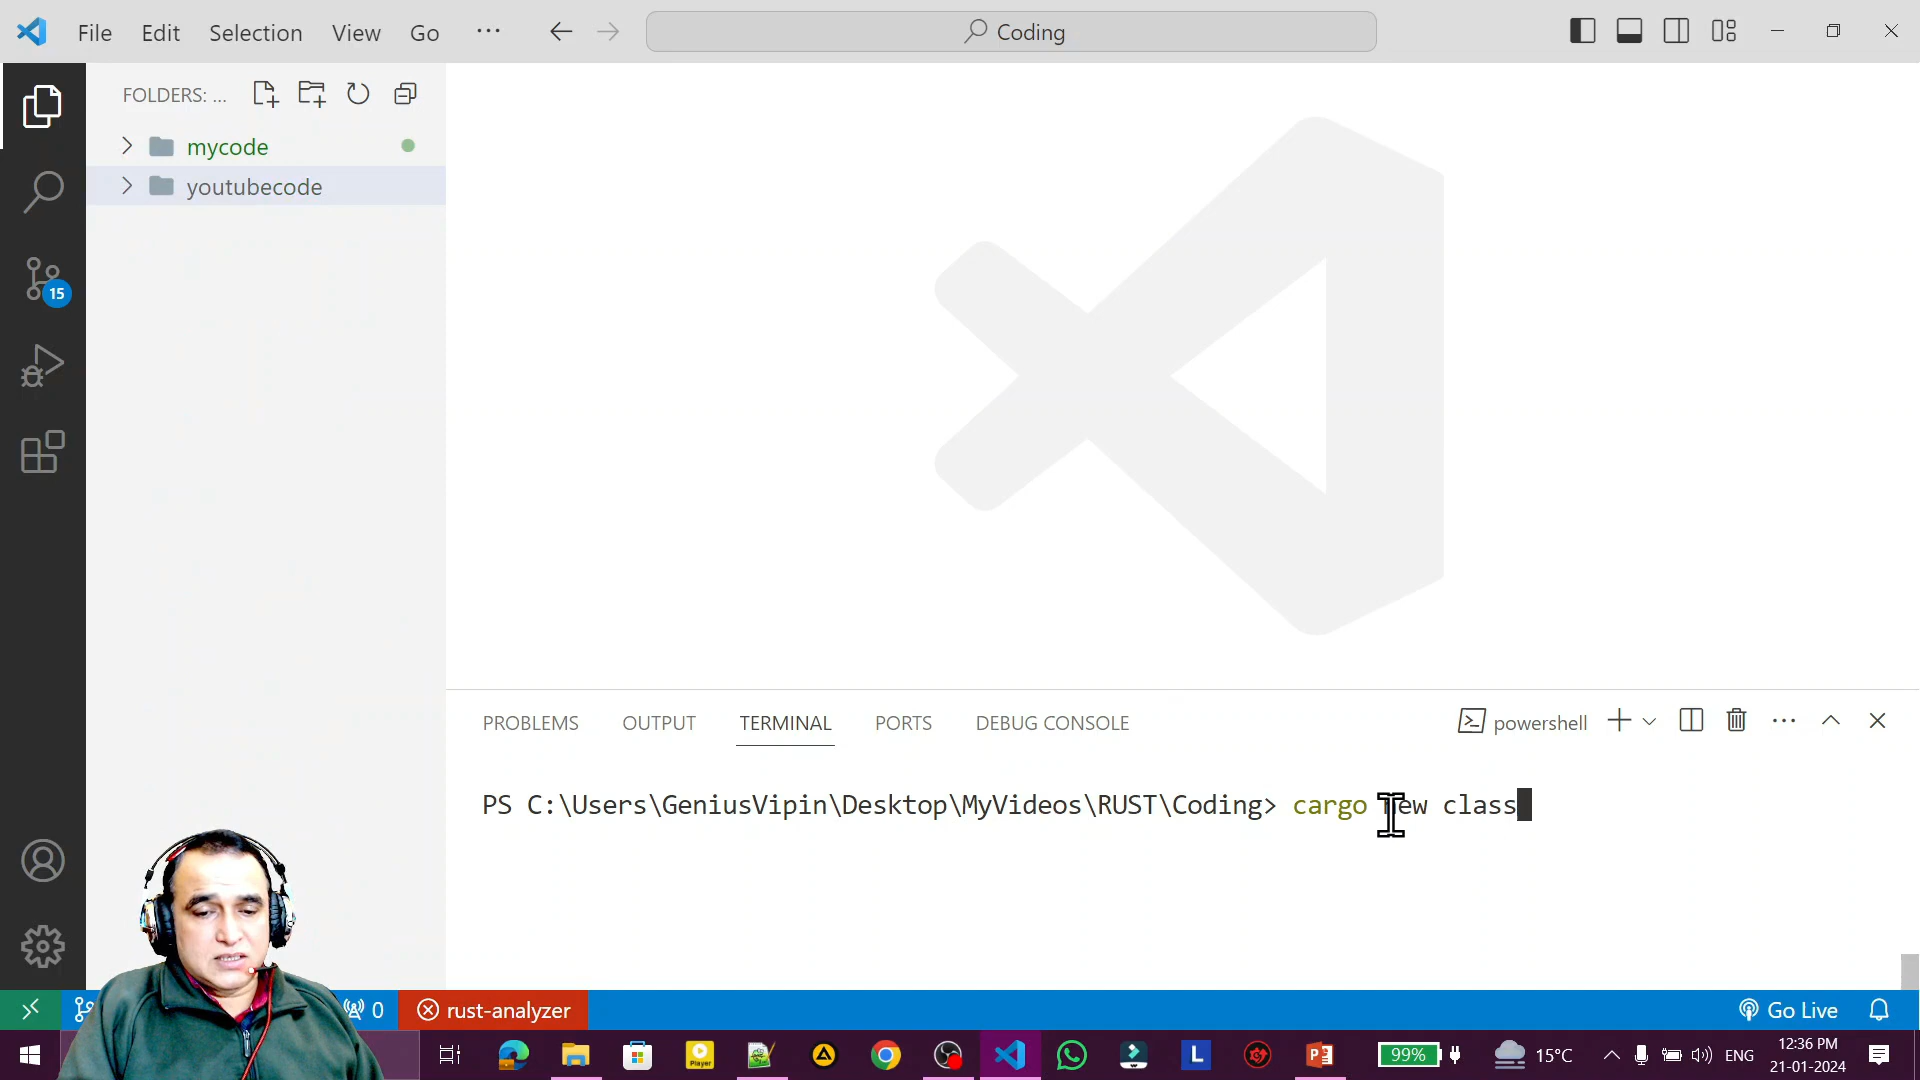 File Edit Selection View Go ... Coding
FOLDERS: ...
mycode
youtubecode
15
PROBLEMS OUTPUT TERMINAL PORTS DEBUG CONSOLE powershell
PS C:\Users\GeniusVipin\Desktop\MyVideos\RUST\Coding> cargo new class
0 rust-analyzer Go Live
Player L 99% 15°C ENG 12:36 PM
21-01-2024